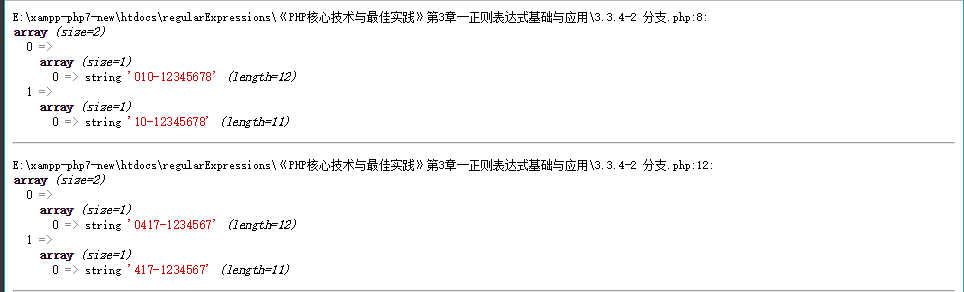 E:\xampp-php7-new\htdocs\regularExpressions\《PHP核心技术与最佳实践》第3章—正则表达式基础与应用\3.3.4-2 分支.php:8:
array (size=2)
0 =>
array (size=1)
0 => string '010-12345678' (length=12)
1 =>
array (size=1)
0 => string '10-12345678' (length=11)
E:\xampp-php7-new\htdocs\regularExpressions\《PHP核心技术与最佳实践》第3章—正则表达式基础与应用\3.3.4-2 分支.php:12:
array (size=2)
0 =>
array (size=1)
0 => string '0417-1234567' (length=12)
1 =>
array (size=1)
0 => string '417-1234567' (length=11)